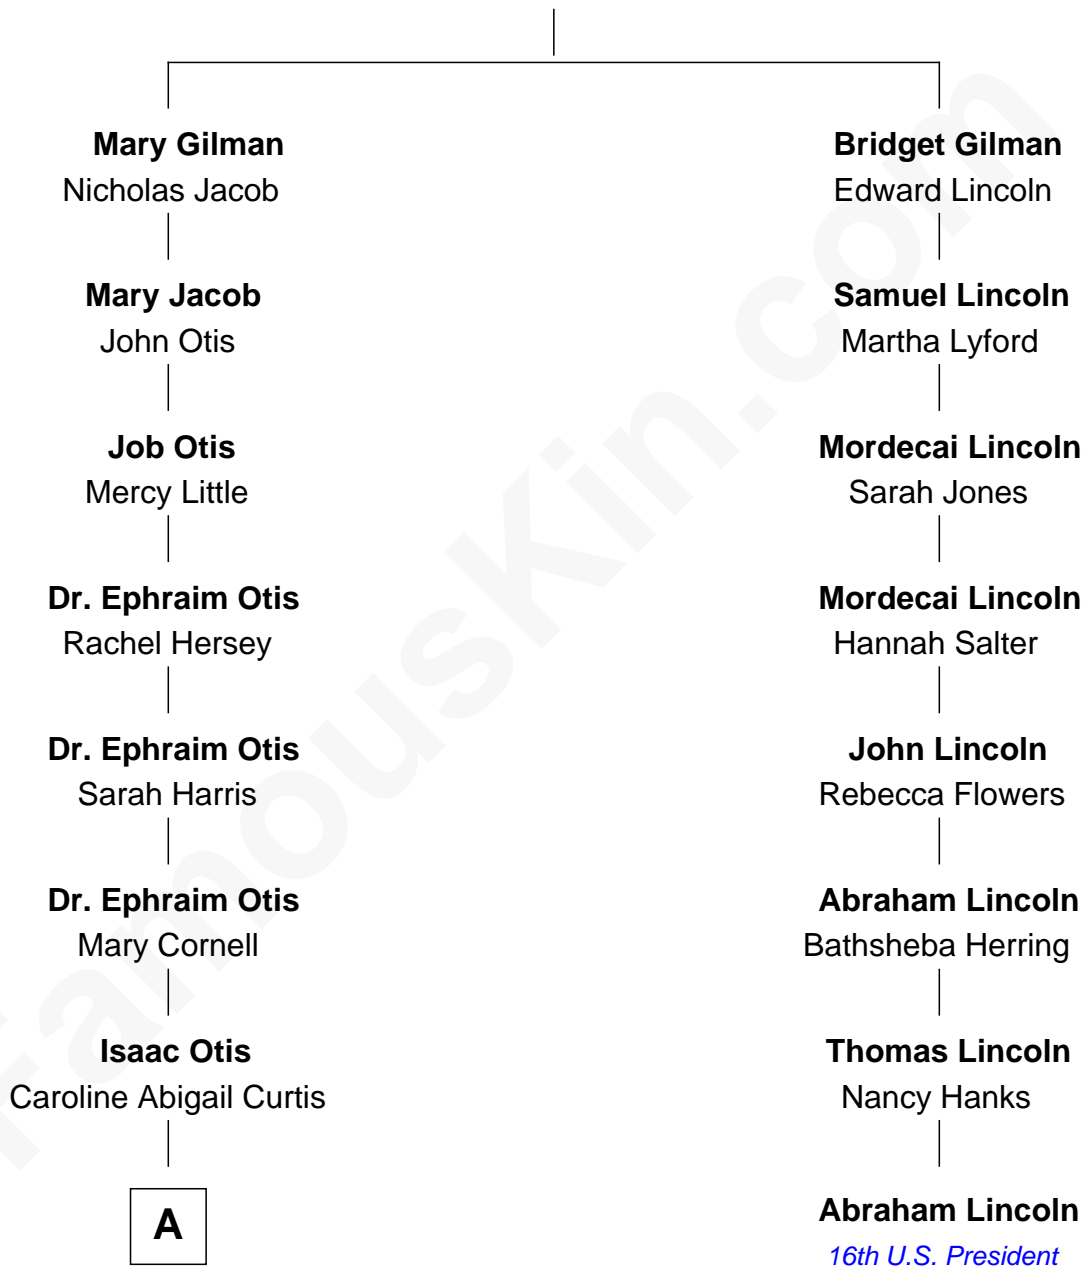 Mary Gilman
Nicholas Jacob
Mary Jacob
John Otis
Job Otis
Mercy Little
Dr. Ephraim Otis
Rachel Hersey
Dr. Ephraim Otis
Sarah Harris
Dr. Ephraim Otis
Mary Cornell
Isaac Otis
Caroline Abigail Curtis
A
Bridget Gilman
Edward Lincoln
Samuel Lincoln
Martha Lyford
Mordecai Lincoln
Sarah Jones
Mordecai Lincoln
Hannah Salter
John Lincoln
Rebecca Flowers
Abraham Lincoln
Bathsheba Herring
Thomas Lincoln
Nancy Hanks
Abraham Lincoln
16th U.S. President
FamousKin.com